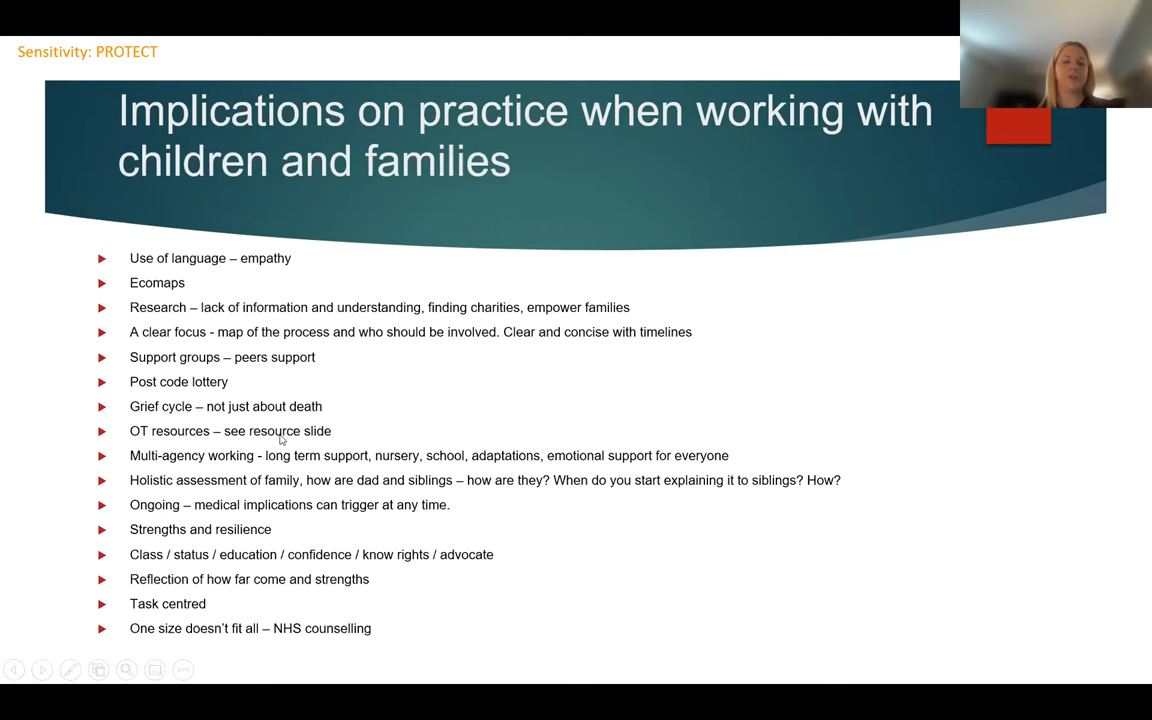 Sensitivity: PROTECT
Implications on practice when working with
children and families
Use of language – empathy
Ecomaps
Research – lack of information and understanding, finding charities, empower families
A clear focus - map of the process and who should be involved. Clear and concise with timelines
Support groups – peers support
Post code lottery
Grief cycle – not just about death
OT resources – see resource slide
Multi-agency working - long term support, nursery, school, adaptations, emotional support for everyone
Holistic assessment of family, how are dad and siblings – how are they? When do you start explaining it to siblings? How?
Ongoing – medical implications can trigger at any time.
Strengths and resilience
Class / status / education / confidence / know rights / advocate
Reflection of how far come and strengths
Task centred
One size doesn’t fit all – NHS counselling